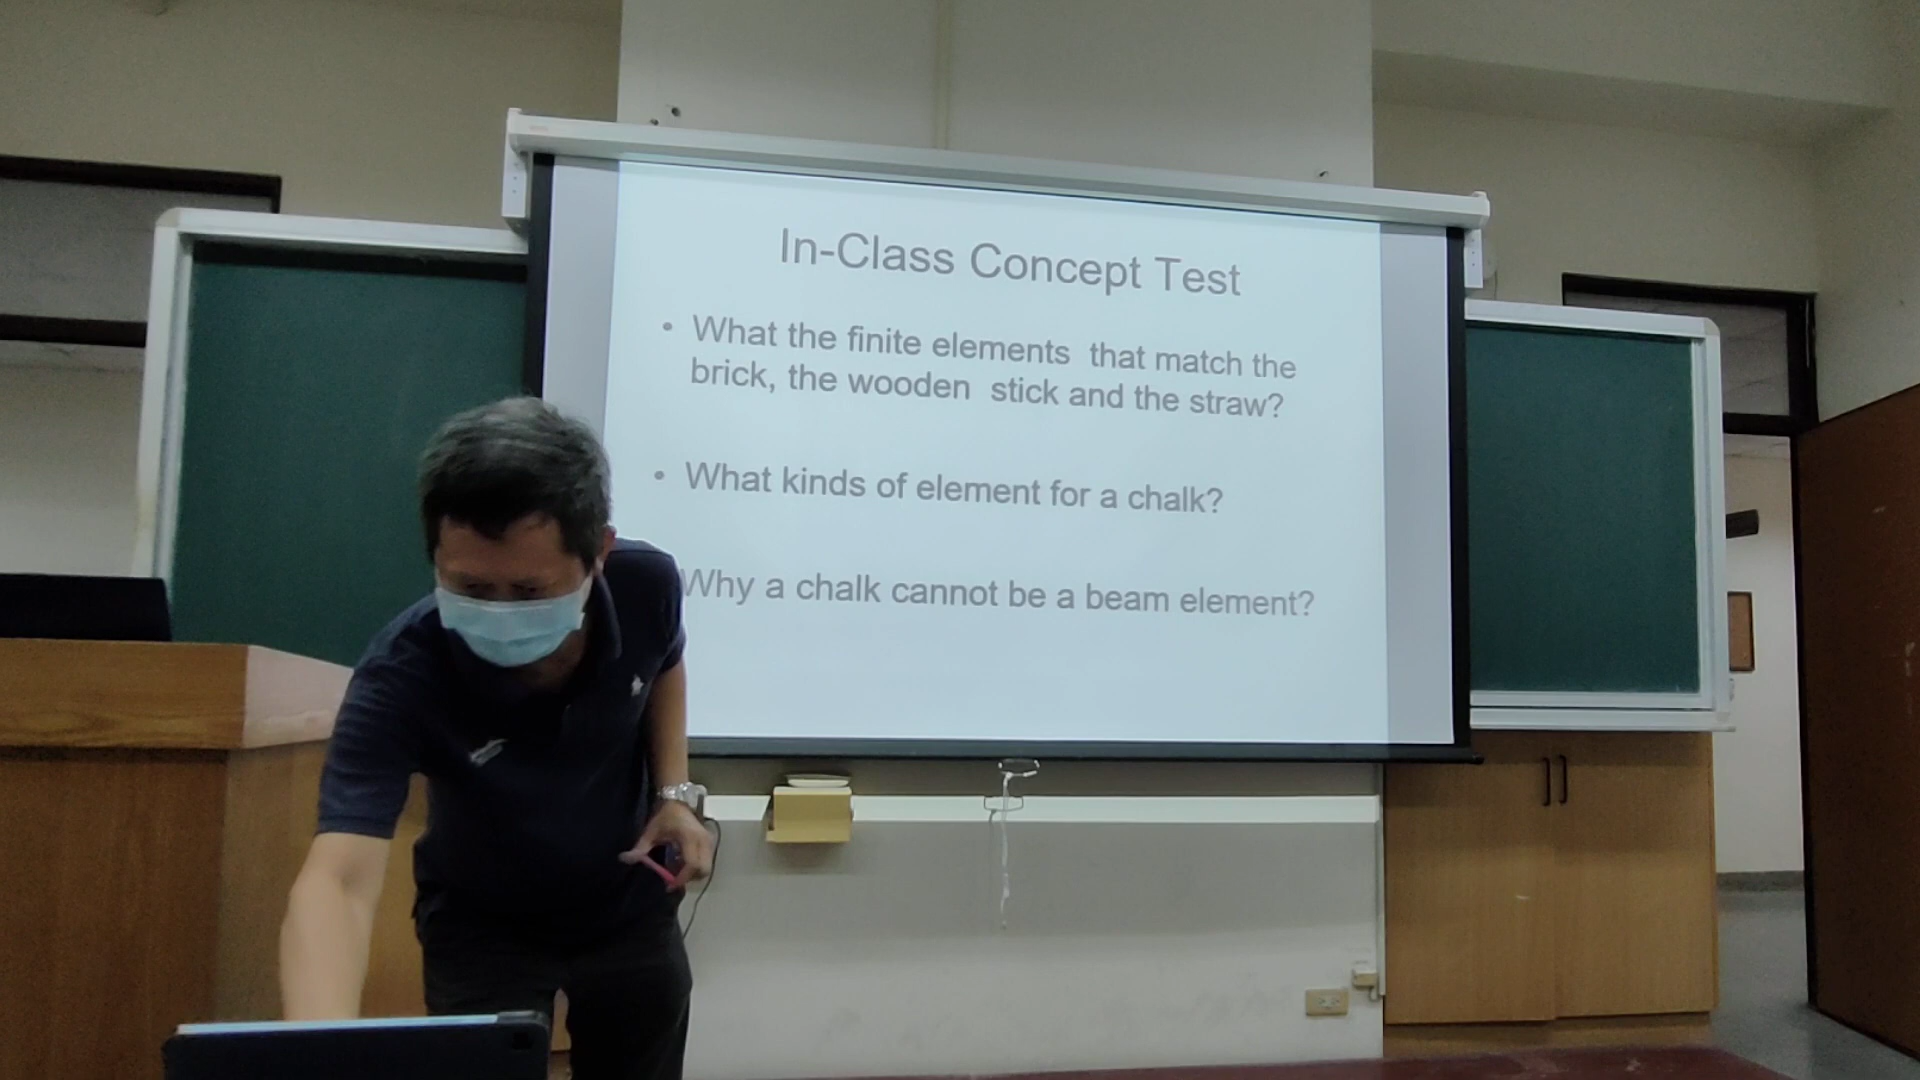 In-Class Concept Test
• What the finite elements that match the
brick, the wooden stick and the straw?
• What kinds of element for a chalk?
Why a chalk cannot be a beam element?